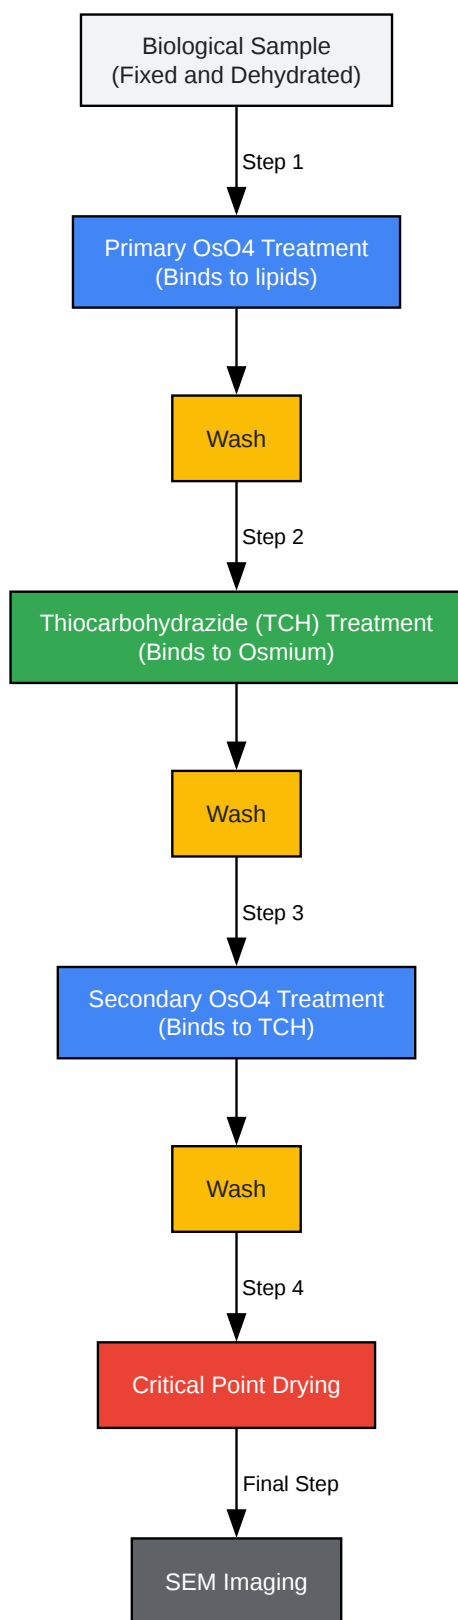 Biological Sample
(Fixed and Dehydrated)
Step 1
Primary OsO4 Treatment
(Binds to lipids)
Wash
Step 2
Thiocarbohydrazide (TCH) Treatment
(Binds to Osmium)
Wash
Step 3
Secondary OsO4 Treatment
(Binds to TCH)
Wash
Step 4
Critical Point Drying
Final Step
SEM Imaging